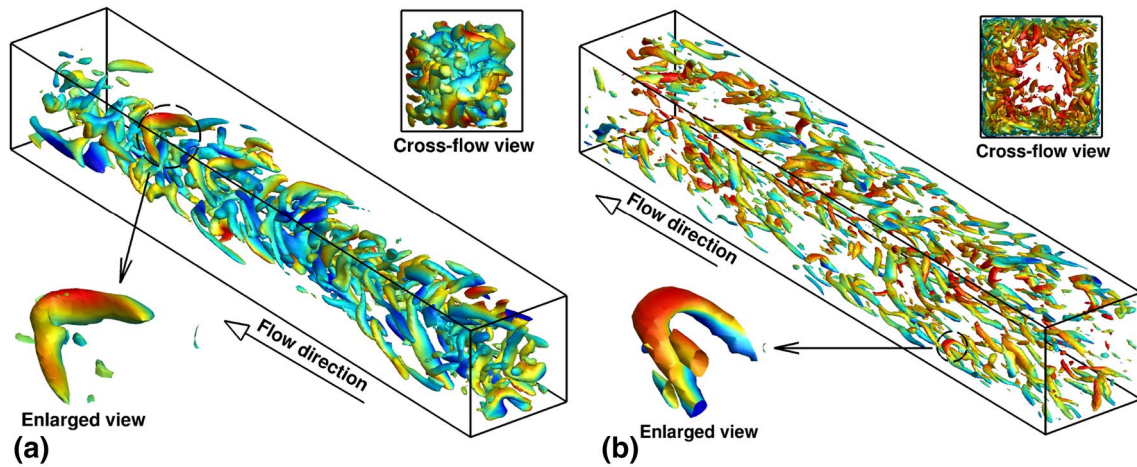 Cross-flow view
Flow direction
Enlarged view
(a)
Cross-flow view
Flow direction
Enlarged view
(b)